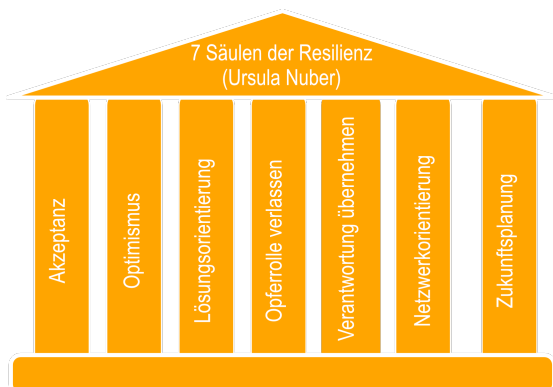 7 Säulen der Resilienz
(Ursula Nuber)
Akzeptanz
Optimismus
Lösungsorientierung
Opferrolle verlassen
Verantwortung übernehmen
Netzwerkorientierung
Zukunftsplanung